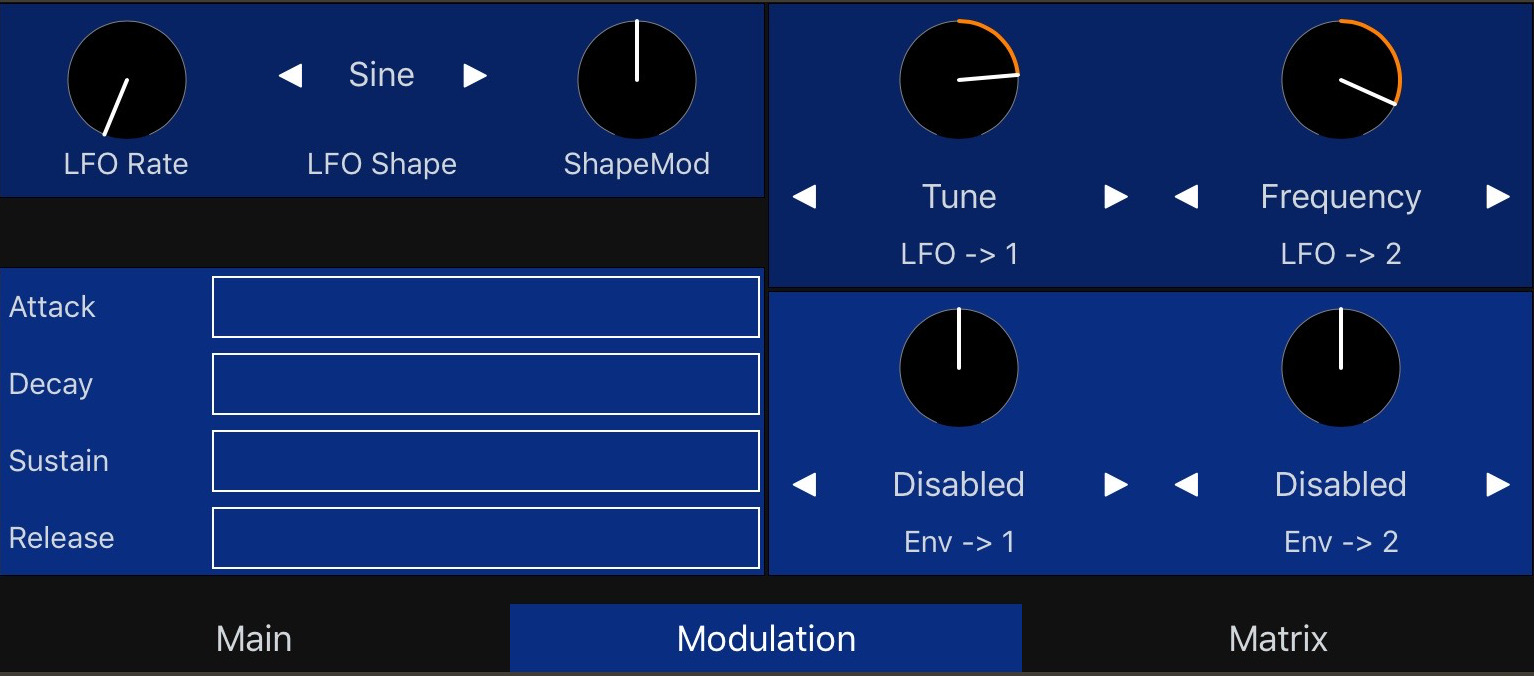 Sine
LFO Rate
LFO Shape
ShapeMod
Tune
Frequency
LFO -> 1
LFO -> 2
Attack
Decay
Sustain
Release
Disabled
Disabled
Env -> 1
Env -> 2
Main
Modulation
Matrix